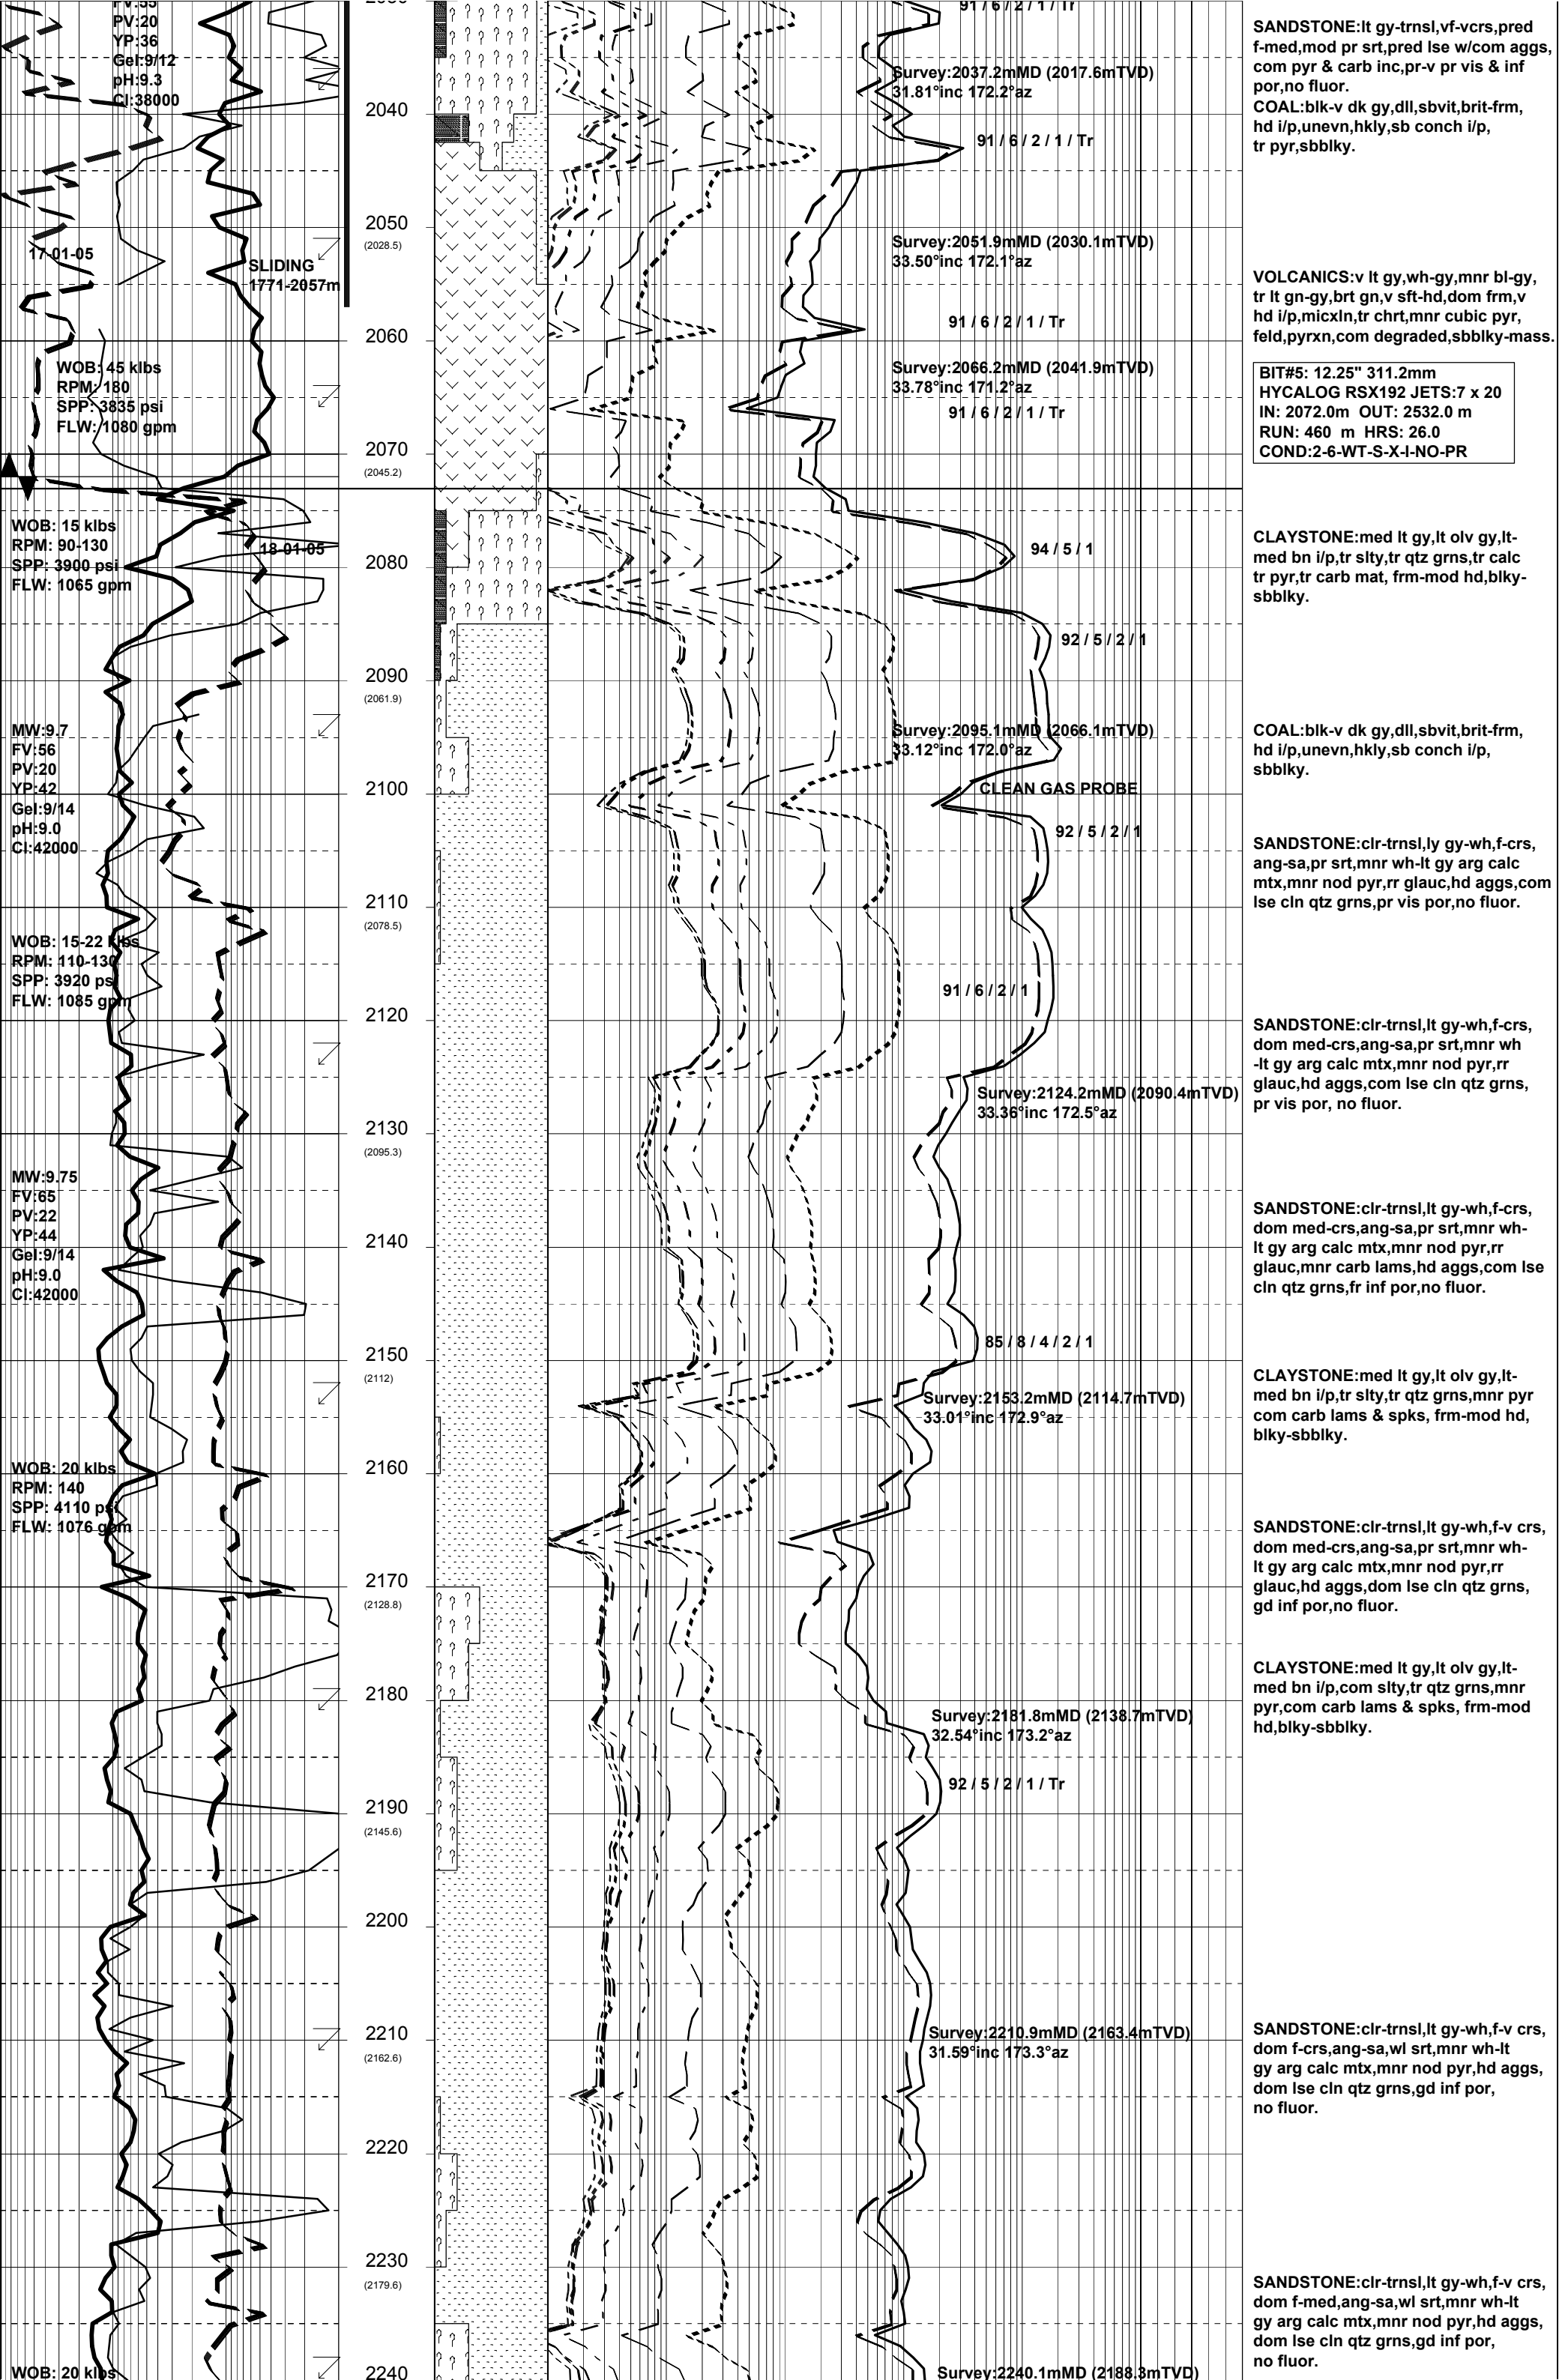 PV:20
YP:36
Gel:9/12
pH:9.3
Cl:38000
17-01-05
SLIDING
1771-2057m
WOB: 45 klbs
RPM: 180
SPP: 3835 psi
FLW: 1080 gpm
WOB: 15 klbs
RPM: 90-130
SPP: 3900 psi
FLW: 1065 gpm
18-01-05
MW:9.7
FV:56
PV:20
YP:42
Gel:9/14
pH:9.0
Cl:42000
WOB: 15-22 klbs
RPM: 110-130
SPP: 3920 psi
FLW: 1085 gpm
MW:9.75
FV:65
PV:22
YP:44
Gel:9/14
pH:9.0
Cl:42000
WOB: 20 klbs
RPM: 140
SPP: 4110 psi
FLW: 1076 gpm
WOB: 20 klbs
2040
2050
(2028.5)
2060
2070
(2045.2)
2080
2090
(2061.9)
2100
2110
(2078.5)
2120
2130
(2095.3)
2140
2150
(2112)
2160
2170
(2128.8)
2180
2190
(2145.6)
2200
2210
(2162.6)
2220
2230
(2179.6)
2240
91 / 6 / 2 / 1 / Tr
Survey:2037.2mMD (2017.6mTVD)
31.81°inc 172.2°az
91 / 6 / 2 / 1 / Tr
Survey:2051.9mMD (2030.1mTVD)
33.50°inc 172.1°az
91 / 6 / 2 / 1 / Tr
Survey:2066.2mMD (2041.9mTVD)
33.78°inc 171.2°az
91 / 6 / 2 / 1 / Tr
94 / 5 / 1
92 / 5 / 2 / 1
Survey:2095.1mMD (2066.1mTVD)
33.12°inc 172.0°az
CLEAN GAS PROBE
92 / 5 / 2 / 1
91 / 6 / 2 / 1
Survey:2124.2mMD (2090.4mTVD)
33.36°inc 172.5°az
85 / 8 / 4 / 2 / 1
Survey:2153.2mMD (2114.7mTVD)
33.01°inc 172.9°az
Survey:2181.8mMD (2138.7mTVD)
32.54°inc 173.2°az
92 / 5 / 2 / 1 / Tr
Survey:2210.9mMD (2163.4mTVD)
31.59°inc 173.3°az
Survey:2240.1mMD (2188.3mTVD)
SANDSTONE:lt gy-trnsl,vf-vcrs,pred
f-med,mod pr srt,pred lse w/com aggs,
com pyr & carb inc,pr-v pr vis & inf
por,no fluor.
COAL:blk-v dk gy,dll,sbvit,brit-frm,
hd i/p,unevn,hkly,sb conch i/p,
tr pyr,sbblky.
VOLCANICS:v lt gy,wh-gy,mnr bl-gy,
tr lt gn-gy,brt gn,v sft-hd,dom frm,v
hd i/p,micxln,tr chrt,mnr cubic pyr,
feld,pyrxn,com degraded,sbblky-mass.
BIT#5: 12.25" 311.2mm
HYCALOG RSX192 JETS:7 x 20
IN: 2072.0m OUT: 2532.0 m
RUN: 460 m HRS: 26.0
COND:2-6-WT-S-X-I-NO-PR
CLAYSTONE:med lt gy,lt olv gy,lt-
med bn i/p,tr slty,tr qtz grns,tr calc
tr pyr,tr carb mat, frm-mod hd,blky-
sbblky.
COAL:blk-v dk gy,dll,sbvit,brit-frm,
hd i/p,unevn,hkly,sb conch i/p,
sbblky.
SANDSTONE:clr-trnsl,ly gy-wh,f-crs,
ang-sa,pr srt,mnr wh-lt gy arg calc
mtx,mnr nod pyr,rr glauc,hd aggs,com
lse cln qtz grns,pr vis por,no fluor.
SANDSTONE:clr-trnsl,lt gy-wh,f-crs,
dom med-crs,ang-sa,pr srt,mnr wh
-lt gy arg calc mtx,mnr nod pyr,rr
glauc,hd aggs,com lse cln qtz grns,
pr vis por, no fluor.
SANDSTONE:clr-trnsl,lt gy-wh,f-crs,
dom med-crs,ang-sa,pr srt,mnr wh-
lt gy arg calc mtx,mnr nod pyr,rr
glauc,mnr carb lams,hd aggs,com lse
cln qtz grns,fr inf por,no fluor.
CLAYSTONE:med lt gy,lt olv gy,lt-
med bn i/p,tr slty,tr qtz grns,mnr pyr
com carb lams & spks, frm-mod hd,
blky-sbblky.
SANDSTONE:clr-trnsl,lt gy-wh,f-v crs,
dom med-crs,ang-sa,pr srt,mnr wh-
lt gy arg calc mtx,mnr nod pyr,rr
glauc,hd aggs,dom lse cln qtz grns,
gd inf por,no fluor.
CLAYSTONE:med lt gy,lt olv gy,lt-
med bn i/p,com slty,tr qtz grns,mnr
pyr,com carb lams & spks, frm-mod
hd,blky-sbblky.
SANDSTONE:clr-trnsl,lt gy-wh,f-v crs,
dom f-crs,ang-sa,wl srt,mnr wh-lt
gy arg calc mtx,mnr nod pyr,hd aggs,
dom lse cln qtz grns,gd inf por,
no fluor.
SANDSTONE:clr-trnsl,lt gy-wh,f-v crs,
dom f-med,ang-sa,wl srt,mnr wh-lt
gy arg calc mtx,mnr nod pyr,hd aggs,
dom lse cln qtz grns,gd inf por,
no fluor.